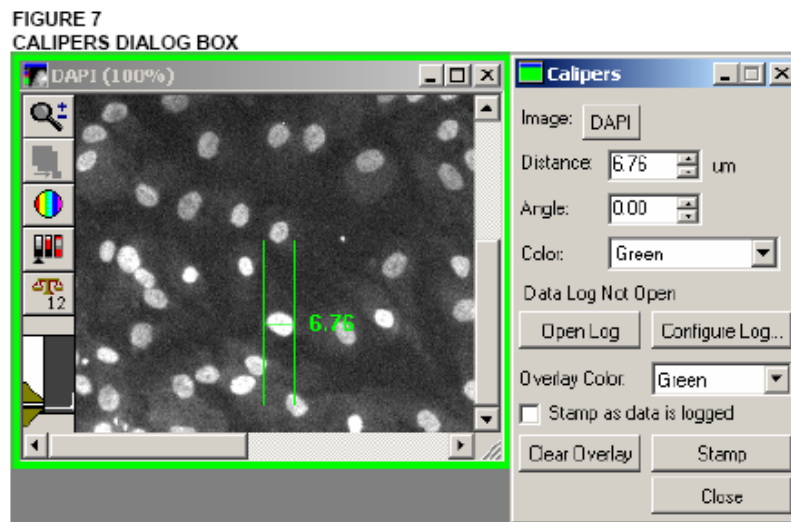 FIGURE 7
CALIPERS DIALOG BOX
DAPI (100%)
12
6.76
Calipers
Image: DAPI
Distance: 6.76 um
Angle: 0.00
Color: Green
Data Log Not Open
Open Log Configure Log...
Overlay Color: Green
Stamp as data is logged
Clear Overlay Stamp
Close